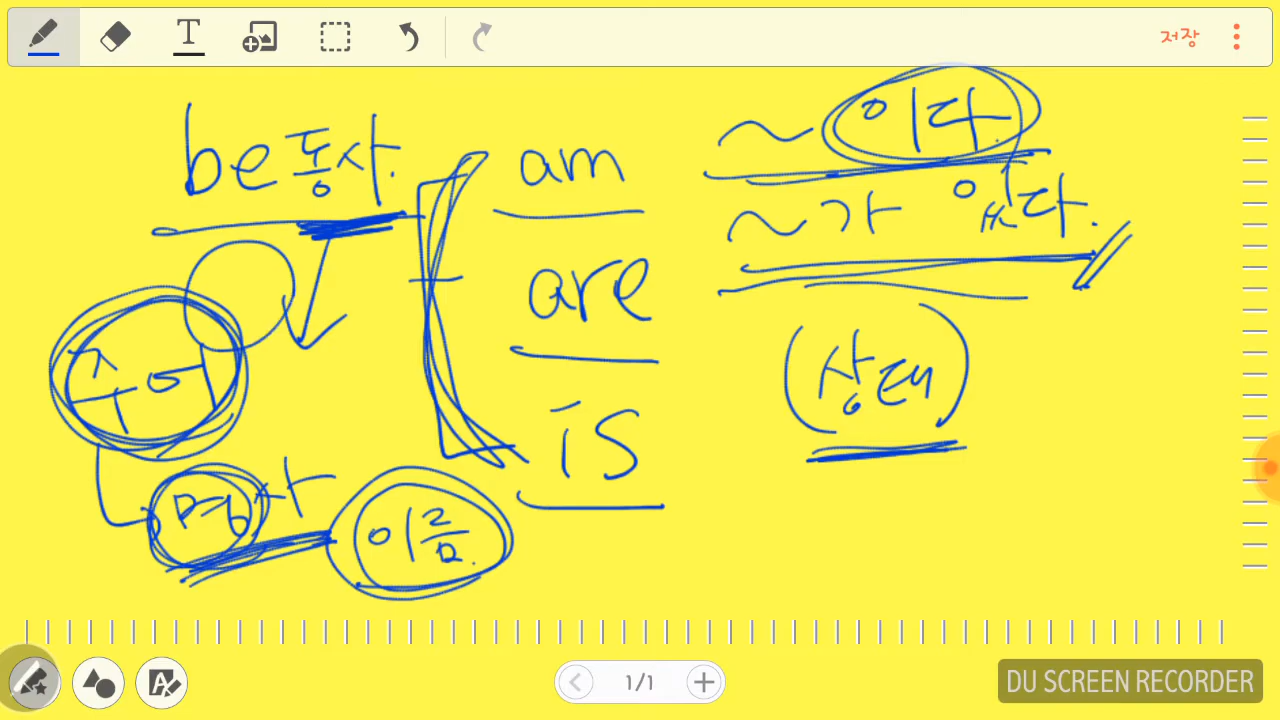 T
저장
be동사.
am
are
is
~이다.
~가 있다.
(상태)
주어
명사
이름.
1/1
DU SCREEN RECORDER